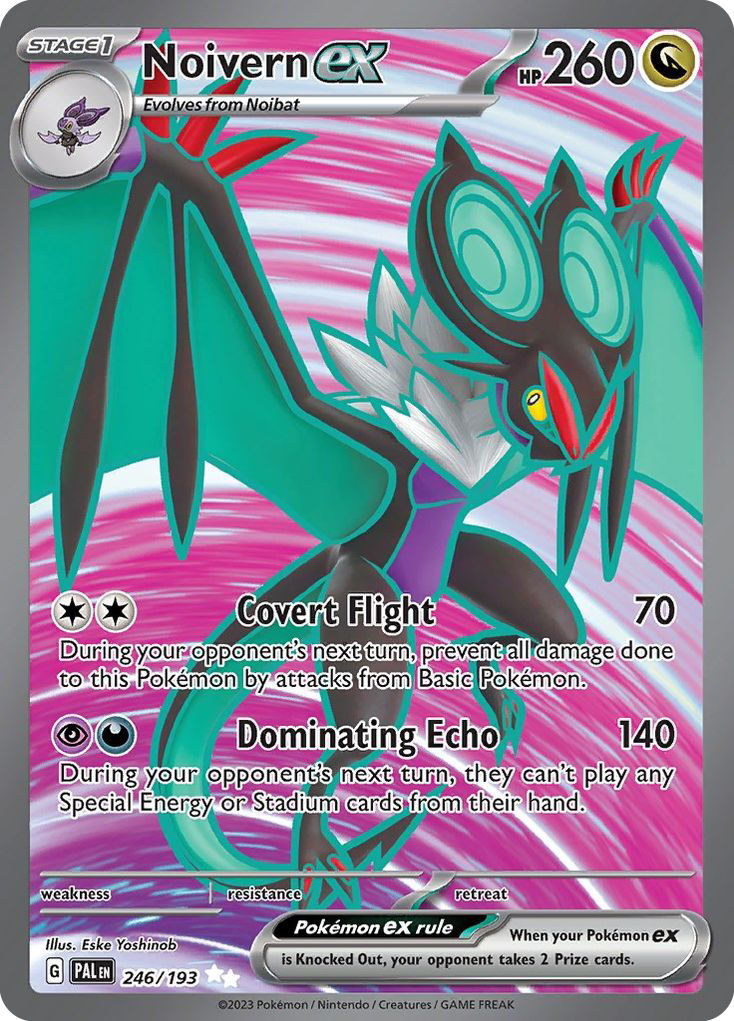 STAGE 1
Noivern ex
HP 260
Evolves from Noibat
Covert Flight 70
During your opponent's next turn, prevent all damage done
to this Pokémon by attacks from Basic Pokémon.
Dominating Echo 140
During your opponent's next turn, they can't play any
Special Energy or Stadium cards from their hand.
weakness resistance retreat
Illus. Eske Yoshinob
Pokémon ex rule
When your Pokémon ex
is Knocked Out, your opponent takes 2 Prize cards.
G PAL EN 246/193
©2023 Pokémon / Nintendo / Creatures / GAME FREAK